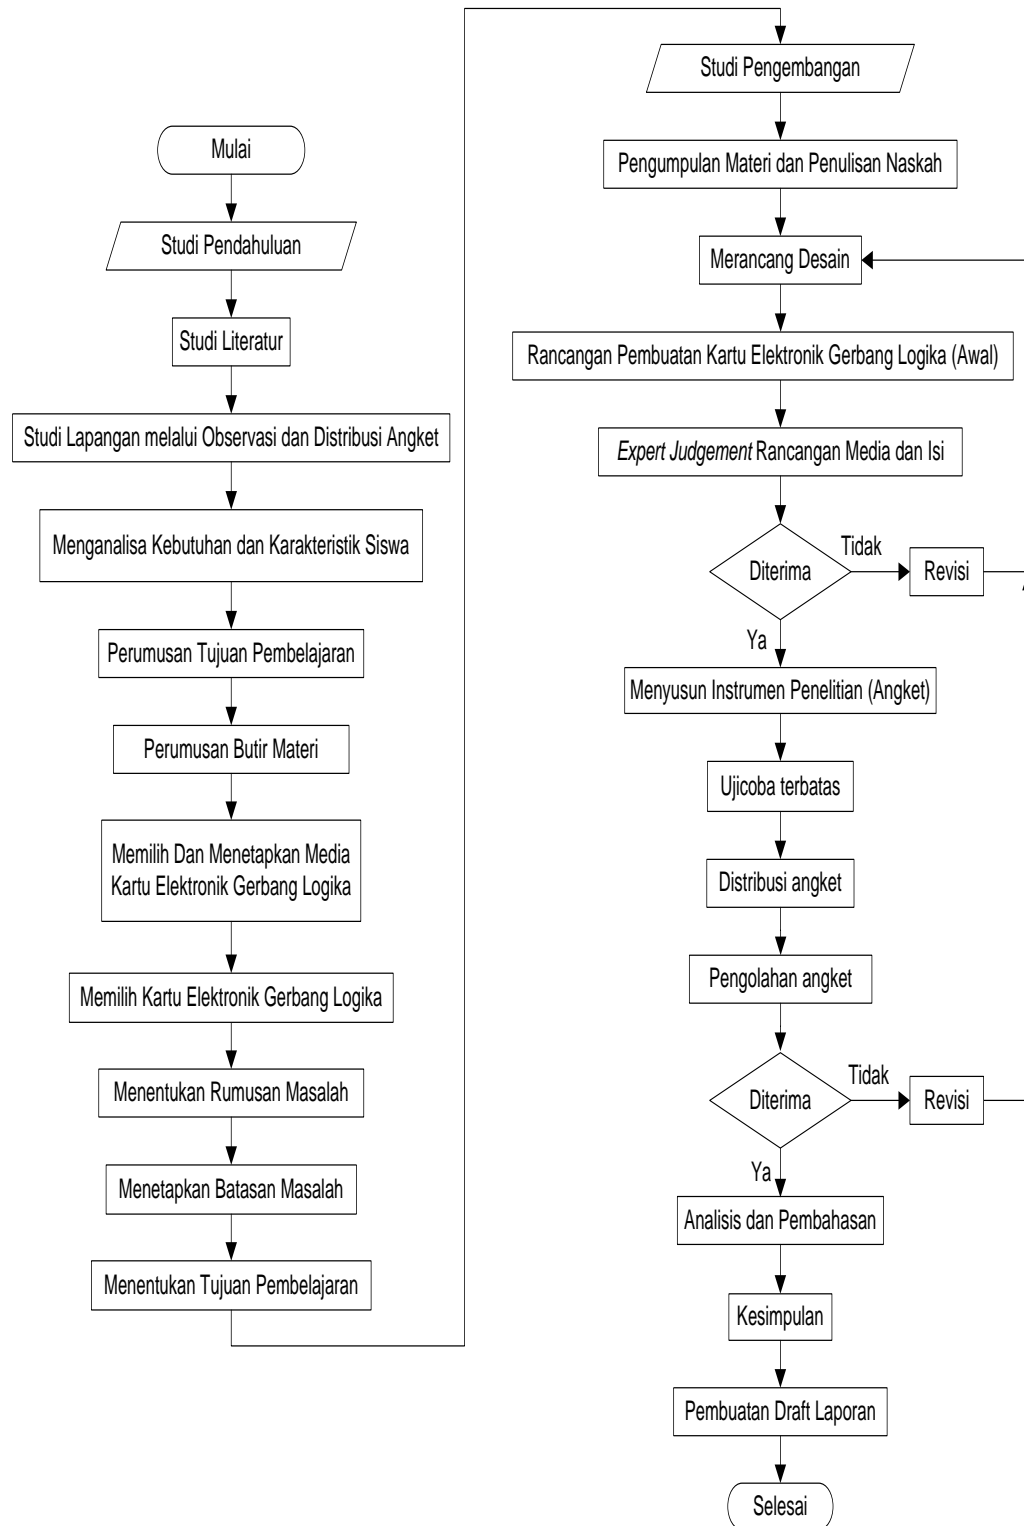 Mulai
Studi Pendahuluan
Studi Literatur
Studi Lapangan melalui Observasi dan Distribusi Angket
Menganalisa Kebutuhan dan Karakteristik Siswa
Perumusan Tujuan Pembelajaran
Perumusan Butir Materi
Memilih Dan Menetapkan Media
Kartu Elektronik Gerbang Logika
Memilih Kartu Elektronik Gerbang Logika
Menentukan Rumusan Masalah
Menetapkan Batasan Masalah
Menentukan Tujuan Pembelajaran
Studi Pengembangan
Pengumpulan Materi dan Penulisan Naskah
Merancang Desain
Rancangan Pembuatan Kartu Elektronik Gerbang Logika (Awal)
Expert Judgement Rancangan Media dan Isi
Diterima
Tidak
Revisi
Ya
Menyusun Instrumen Penelitian (Angket)
Ujicoba terbatas
Distribusi angket
Pengolahan angket
Diterima
Tidak
Revisi
Ya
Analisis dan Pembahasan
Kesimpulan
Pembuatan Draft Laporan
Selesai